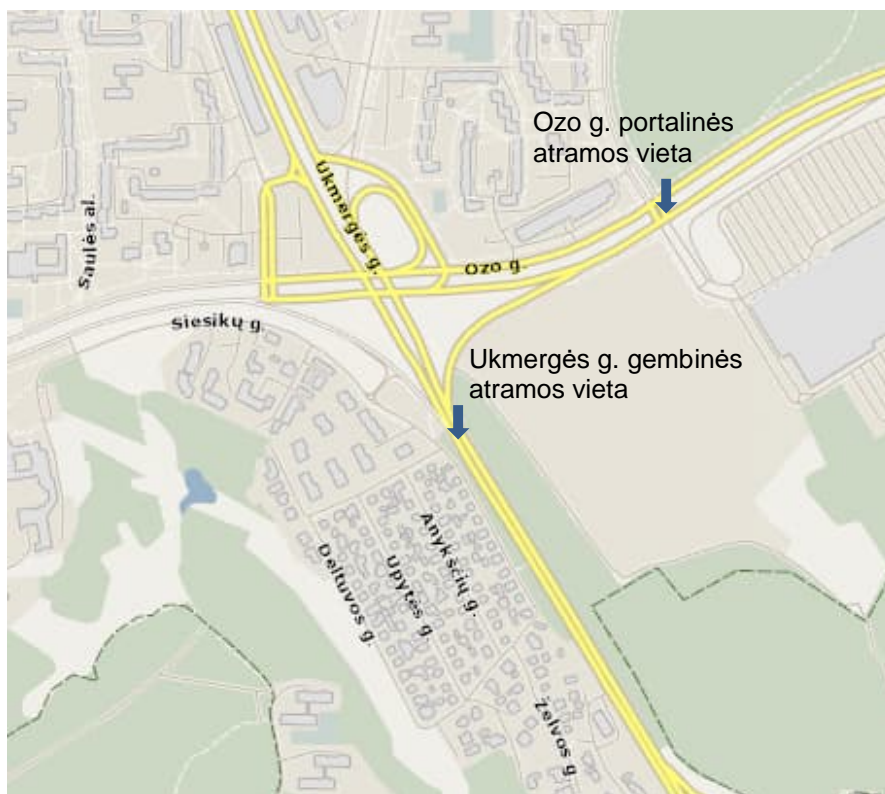 Ozo g. portalinės
atramos vieta
Ukmergės g.
Saulės al.
Ozo g.
Siesikų g.
Ukmergės g. gembinės
atramos vieta
Anykščių g.
Upytės g.
Deltuvos g.
Želvos g.